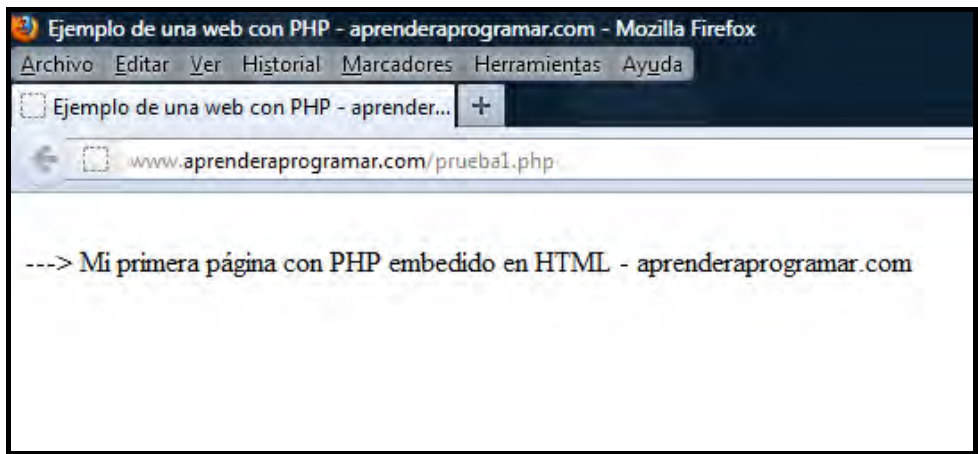 Ejemplo de una web con PHP - aprenderaprogramar.com - Mozilla Firefox
Archivo Editar Ver Historial Marcadores Herramientas Ayuda
Ejemplo de una web con PHP - aprender... +
www.aprenderaprogramar.com/prueba1.php
---> Mi primera página con PHP embedido en HTML - aprenderaprogramar.com